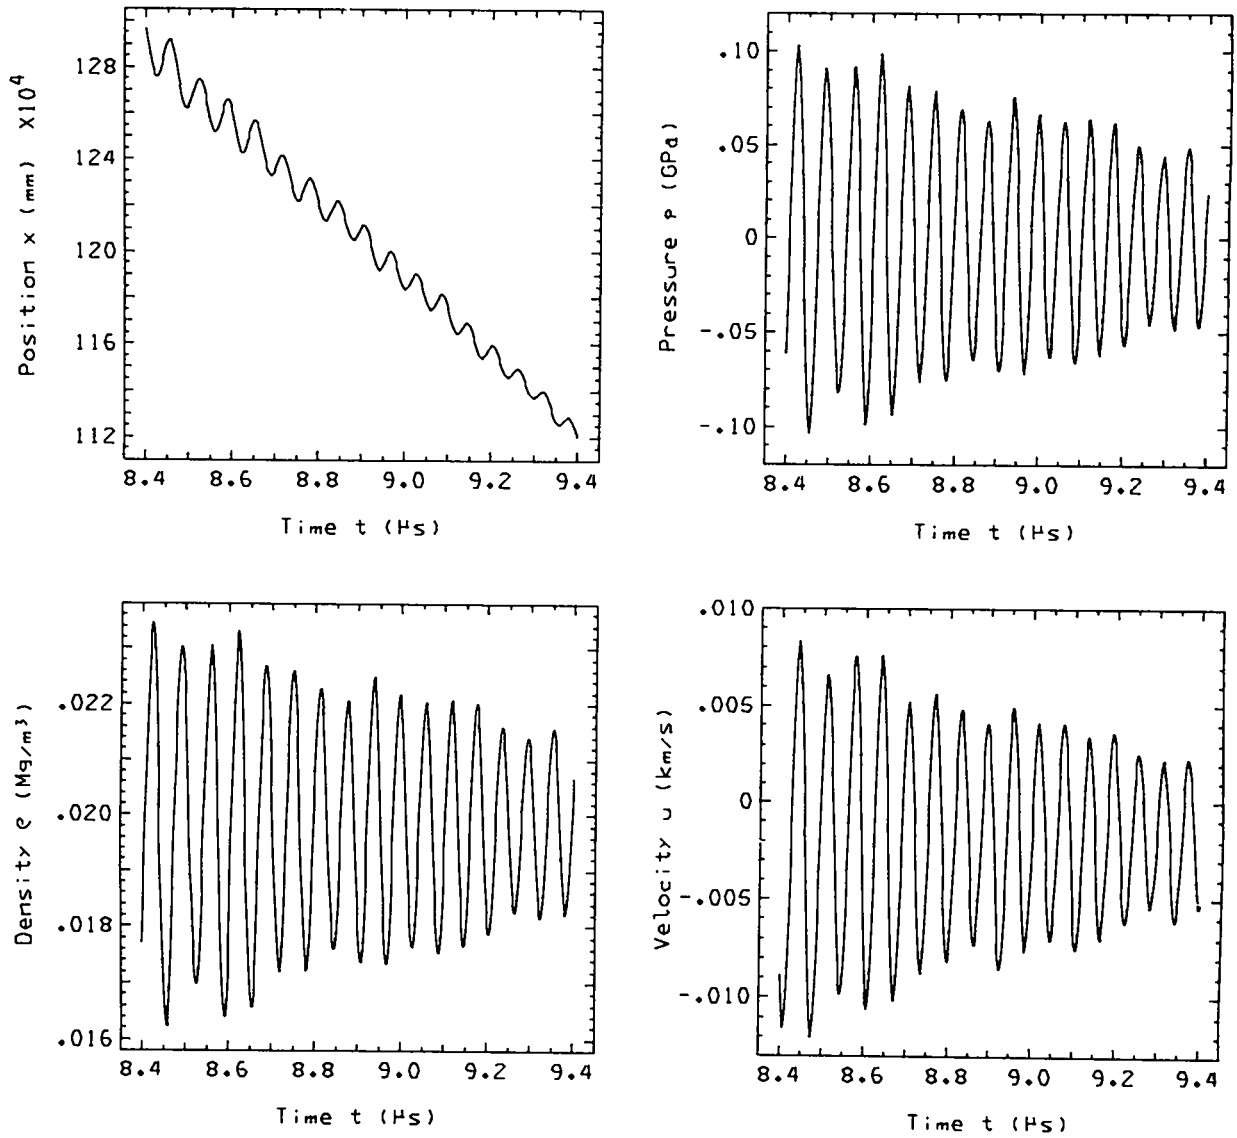 Position x (mm) X10⁴
128
124
120
116
112
8.4 8.6 8.8 9.0 9.2 9.4
Time t (μs)
Pressure p (GPa)
.10
.05
0
-.05
-.10
8.4 8.6 8.8 9.0 9.2 9.4
Time t (μs)
Density ρ (Mg/m³)
.022
.020
.018
.016
8.4 8.6 8.8 9.0 9.2 9.4
Time t (μs)
Velocity u (km/s)
.010
.005
0
-.005
-.010
8.4 8.6 8.8 9.0 9.2 9.4
Time t (μs)